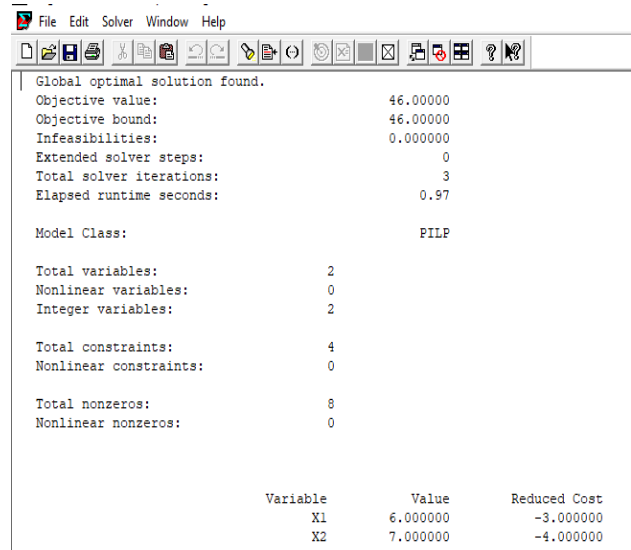 File Edit Solver Window Help
Global optimal solution found.
Objective value: 46.00000
Objective bound: 46.00000
Infeasibilities: 0.000000
Extended solver steps: 0
Total solver iterations: 3
Elapsed runtime seconds: 0.97
Model Class: PILP
Total variables: 2
Nonlinear variables: 0
Integer variables: 2
Total constraints: 4
Nonlinear constraints: 0
Total nonzeros: 8
Nonlinear nonzeros: 0
Variable Value Reduced Cost
X1 6.000000 -3.000000
X2 7.000000 -4.000000